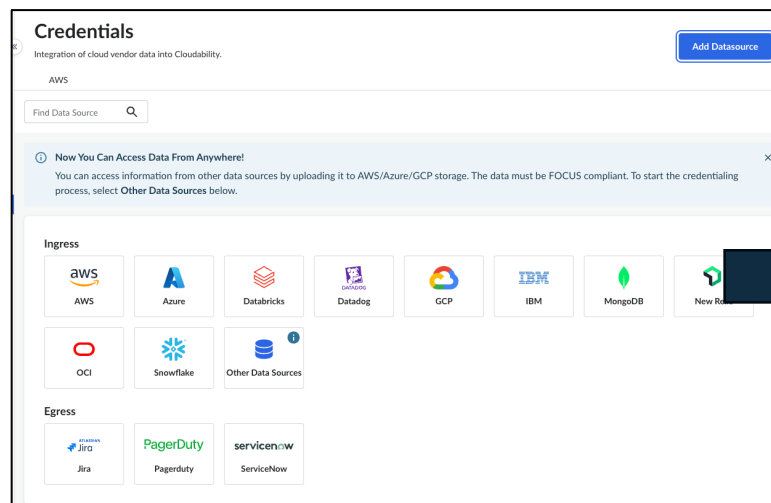 Credentials
Integration of cloud vendor data into Cloudability.
Add Datasource
AWS
Find Data Source
Now You Can Access Data From Anywhere!
You can access information from other data sources by uploading it to AWS/Azure/GCP storage. The data must be FOCUS compliant. To start the credentialing
process, select Other Data Sources below.
Ingress
aws
DATADOG
IBM
AWS
Azure
Databricks
Datadog
GCP
IBM
MongoDB
New
OCI
Snowflake
Other Data Sources
Egress
ATLASSIAN
Jira
PagerDuty
servicenow
Jira
Pagerduty
ServiceNow